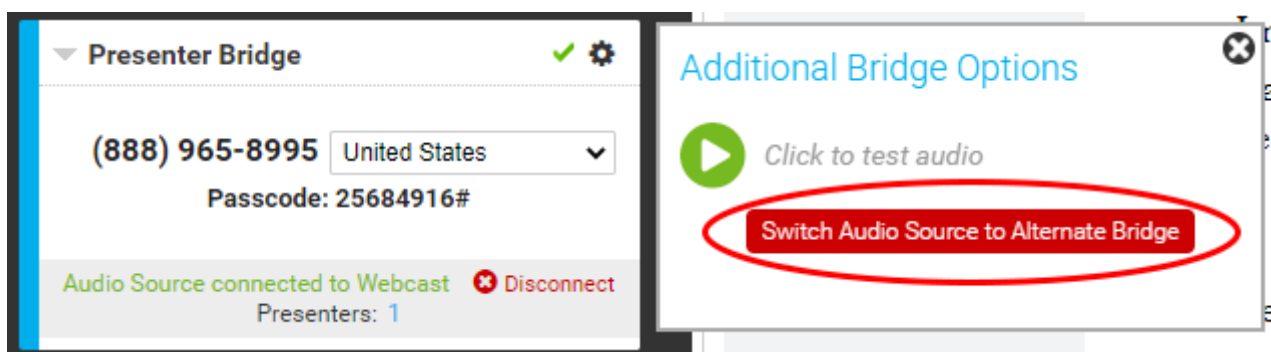 Presenter Bridge
(888) 965-8995 United States
Passcode: 25684916#
Audio Source connected to Webcast Disconnect
Presenters: 1
Additional Bridge Options
Click to test audio
Switch Audio Source to Alternate Bridge